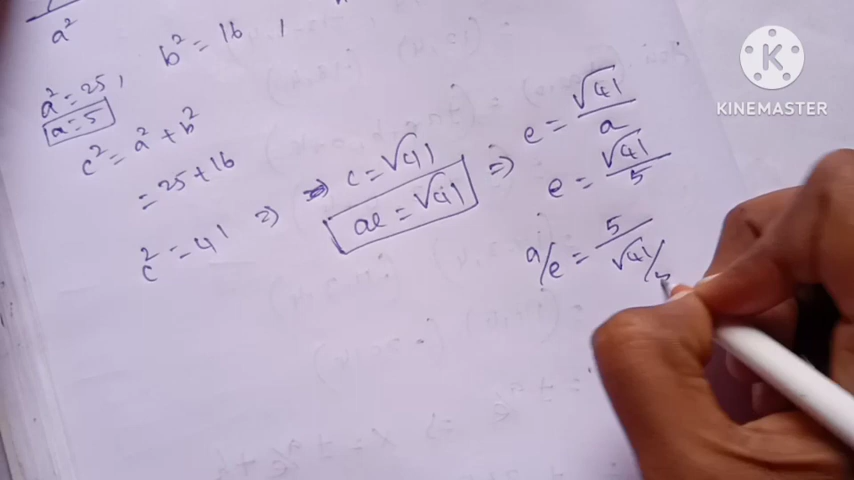 a²
a² = 25, b² = 16,
a = 5
c² = a² + b²
= 25 + 16
c² = 41 ⇒ ⇒ c = √41
ae = √41 ⇒ e = √41/a
e = √41/5
a/e = 5/√41/5
K
KINEMASTER